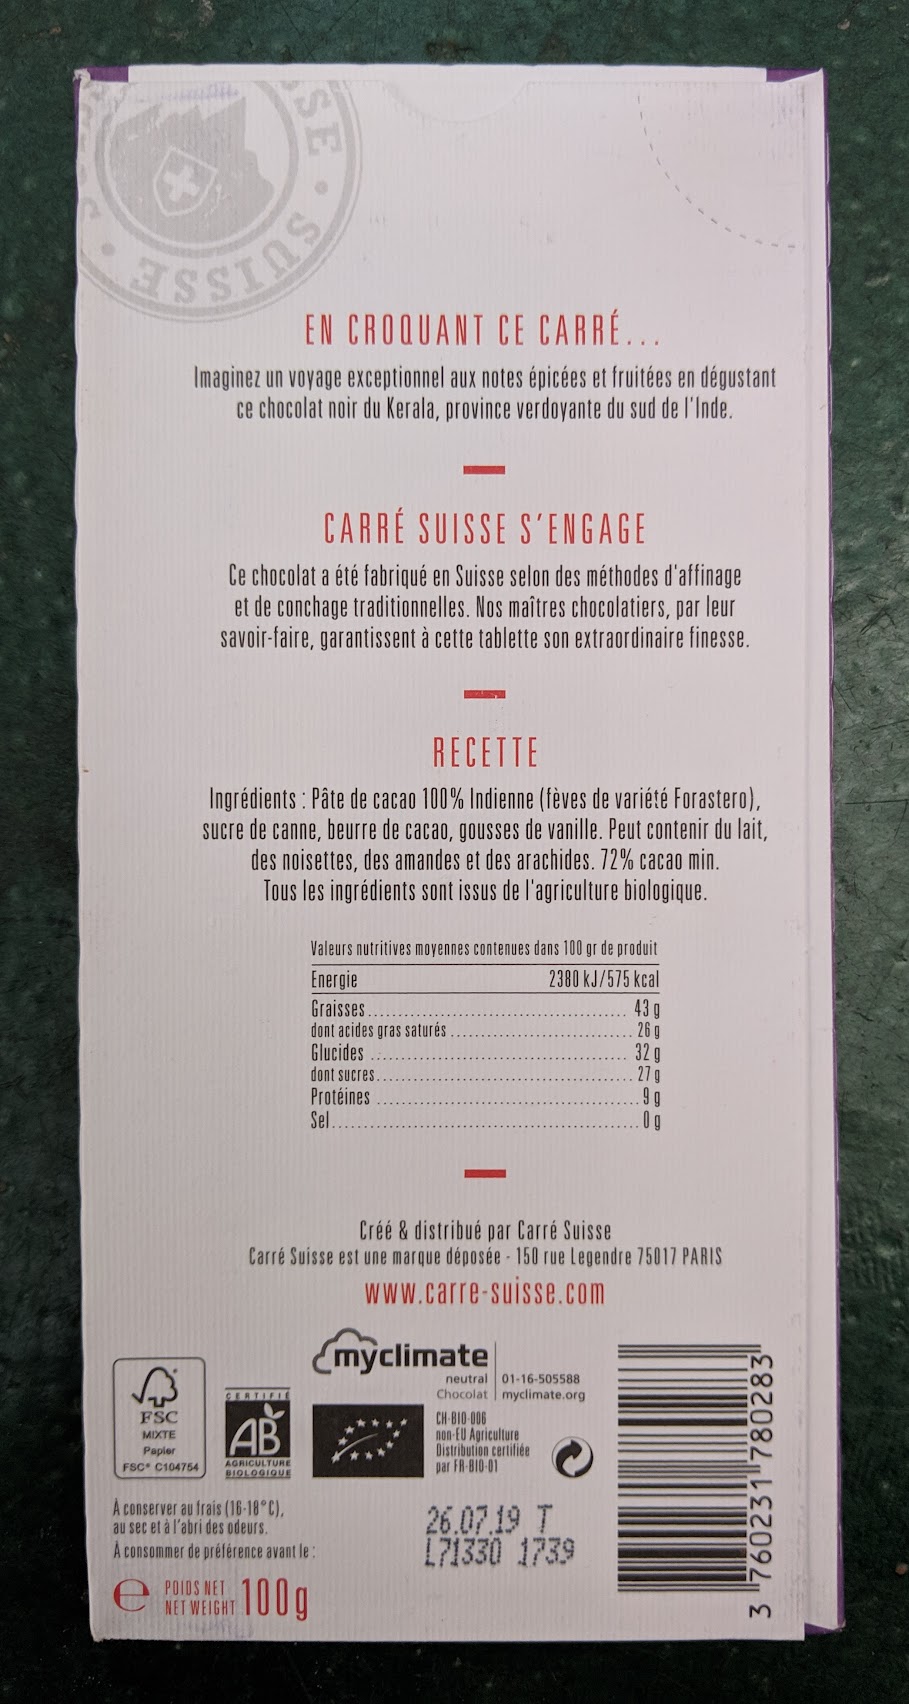 SUISSE
EN CROQUANT CE CARRÉ...
Imaginez un voyage exceptionnel aux notes épicées et fruitées en dégustant
ce chocolat noir du Kerala, province verdoyante du sud de l'Inde.
CARRÉ SUISSE S'ENGAGE
Ce chocolat a été fabriqué en Suisse selon des méthodes d'affinage
et de conchage traditionnelles. Nos maîtres chocolatiers, par leur
savoir-faire, garantissent à cette tablette son extraordinaire finesse.
RECETTE
Ingrédients : Pâte de cacao 100% Indienne (fèves de variété Forastero),
sucre de canne, beurre de cacao, gousses de vanille. Peut contenir du lait,
des noisettes, des amandes et des arachides. 72% cacao min.
Tous les ingrédients sont issus de l'agriculture biologique.
Valeurs nutritives moyennes contenues dans 100 gr de produit
Energie 2380 kJ/575 kcal
Graisses 43 g
dont acides gras saturés 26 g
Glucides 32 g
dont sucres 27 g
Protéines 9 g
Sel 0 g
Créé & distribué par Carré Suisse
Carré Suisse est une marque déposée - 150 rue Legendre 75017 PARIS
www.carre-suisse.com
myclimate
neutral 01-16-505588
Chocolat myclimate.org
FSC
MIXTE
Papier
FSC® C104754
CERTIFIÉ
AB
AGRICULTURE
BIOLOGIQUE
CH-BIO-006
non-EU Agriculture
Distribution certifiée
par FR-BIO-01
À conserver au frais (16-18°C),
au sec et à l'abri des odeurs.
À consommer de préférence avant le :
26.07.19 T
L71330 1739
e POIDS NET
NET WEIGHT 100g
3 760231 780283